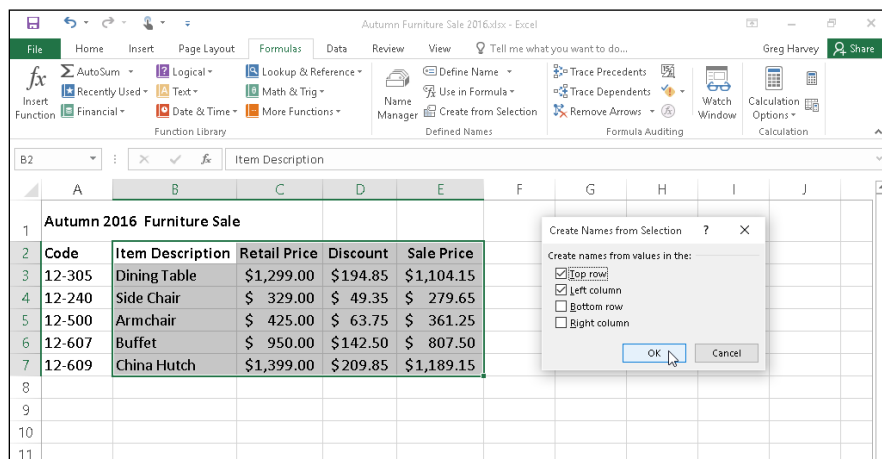 Autumn Furniture Sale 2016.xlsx - Excel
File Home Insert Page Layout Formulas Data Review View Tell me what you want to do... Greg Harvey Share
fx Insert Function
AutoSum Recently Used Financial
Logical Text Date & Time
Lookup & Reference Math & Trig More Functions
Function Library
Name Manager
Define Name Use in Formula Create from Selection
Defined Names
Trace Precedents Trace Dependents Remove Arrows
fx
Formula Auditing
Watch Window
Calculation Options
Calculation
B2 fx Item Description
A B C D E F G H I J
1 Autumn 2016 Furniture Sale
2 Code Item Description Retail Price Discount Sale Price
3 12-305 Dining Table $1,299.00 $194.85 $1,104.15
4 12-240 Side Chair $ 329.00 $ 49.35 $ 279.65
5 12-500 Armchair $ 425.00 $ 63.75 $ 361.25
6 12-607 Buffet $ 950.00 $142.50 $ 807.50
7 12-609 China Hutch $1,399.00 $209.85 $1,189.15
8
9
10
11
Create Names from Selection ? X
Create names from values in the:
Top row
Left column
Bottom row
Right column
OK Cancel